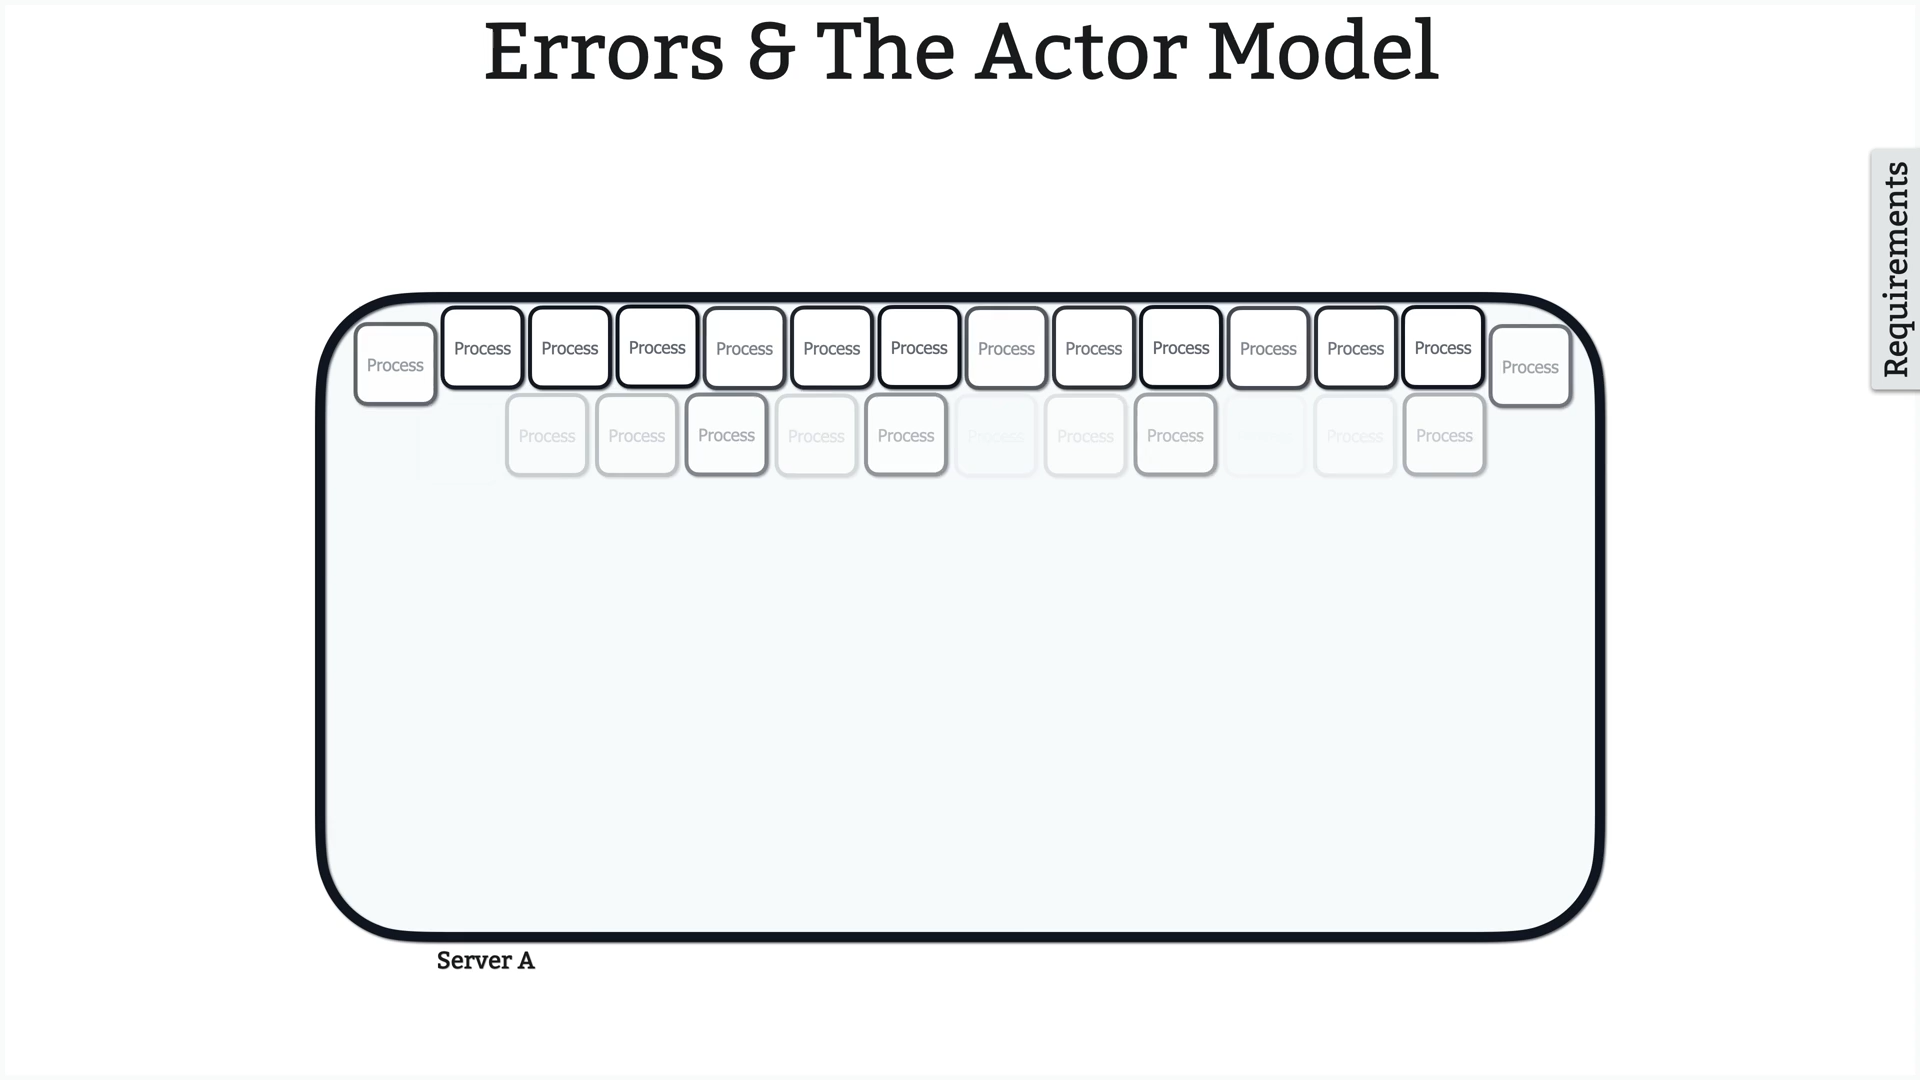 Errors & The Actor Model
Requirements
Process Process Process Process Process Process Process Process Process Process Process Process Process Process
Process Process Process Process Process Process Process Process Process Process
Server A